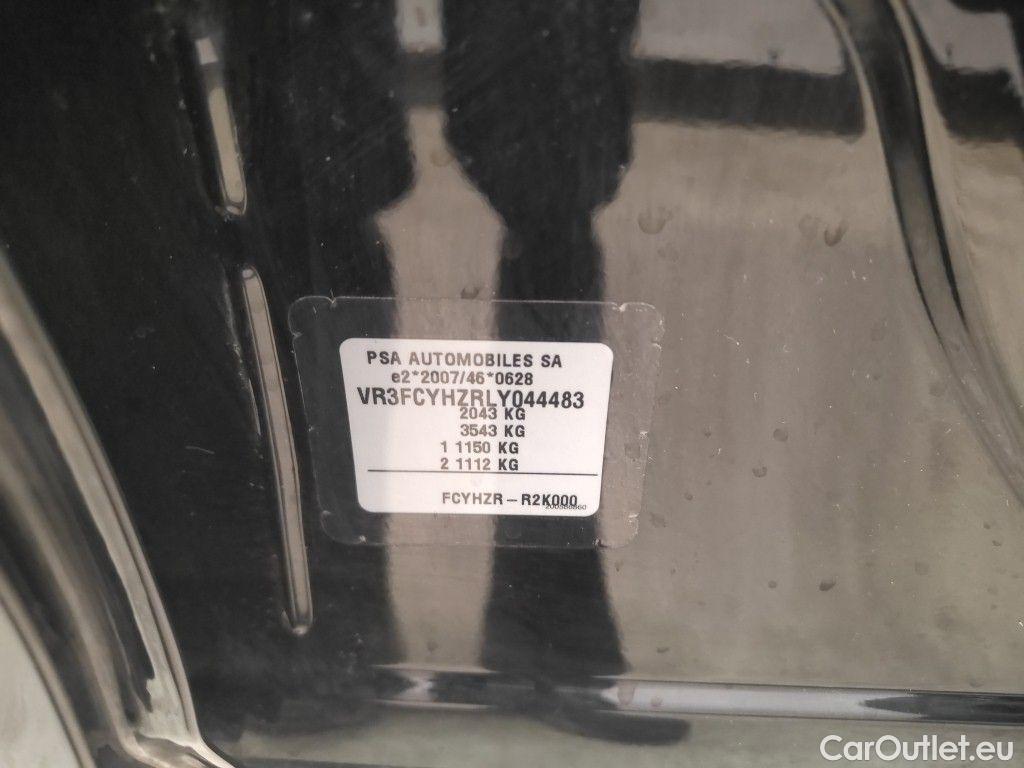 PSA AUTOMOBILES SA
e2*2007/46*0628
VR3FCYHZRLY044483
2043 KG
3543 KG
1 1150 KG
2 1112 KG
FCYHZR – R2K000
CarOutlet.eu